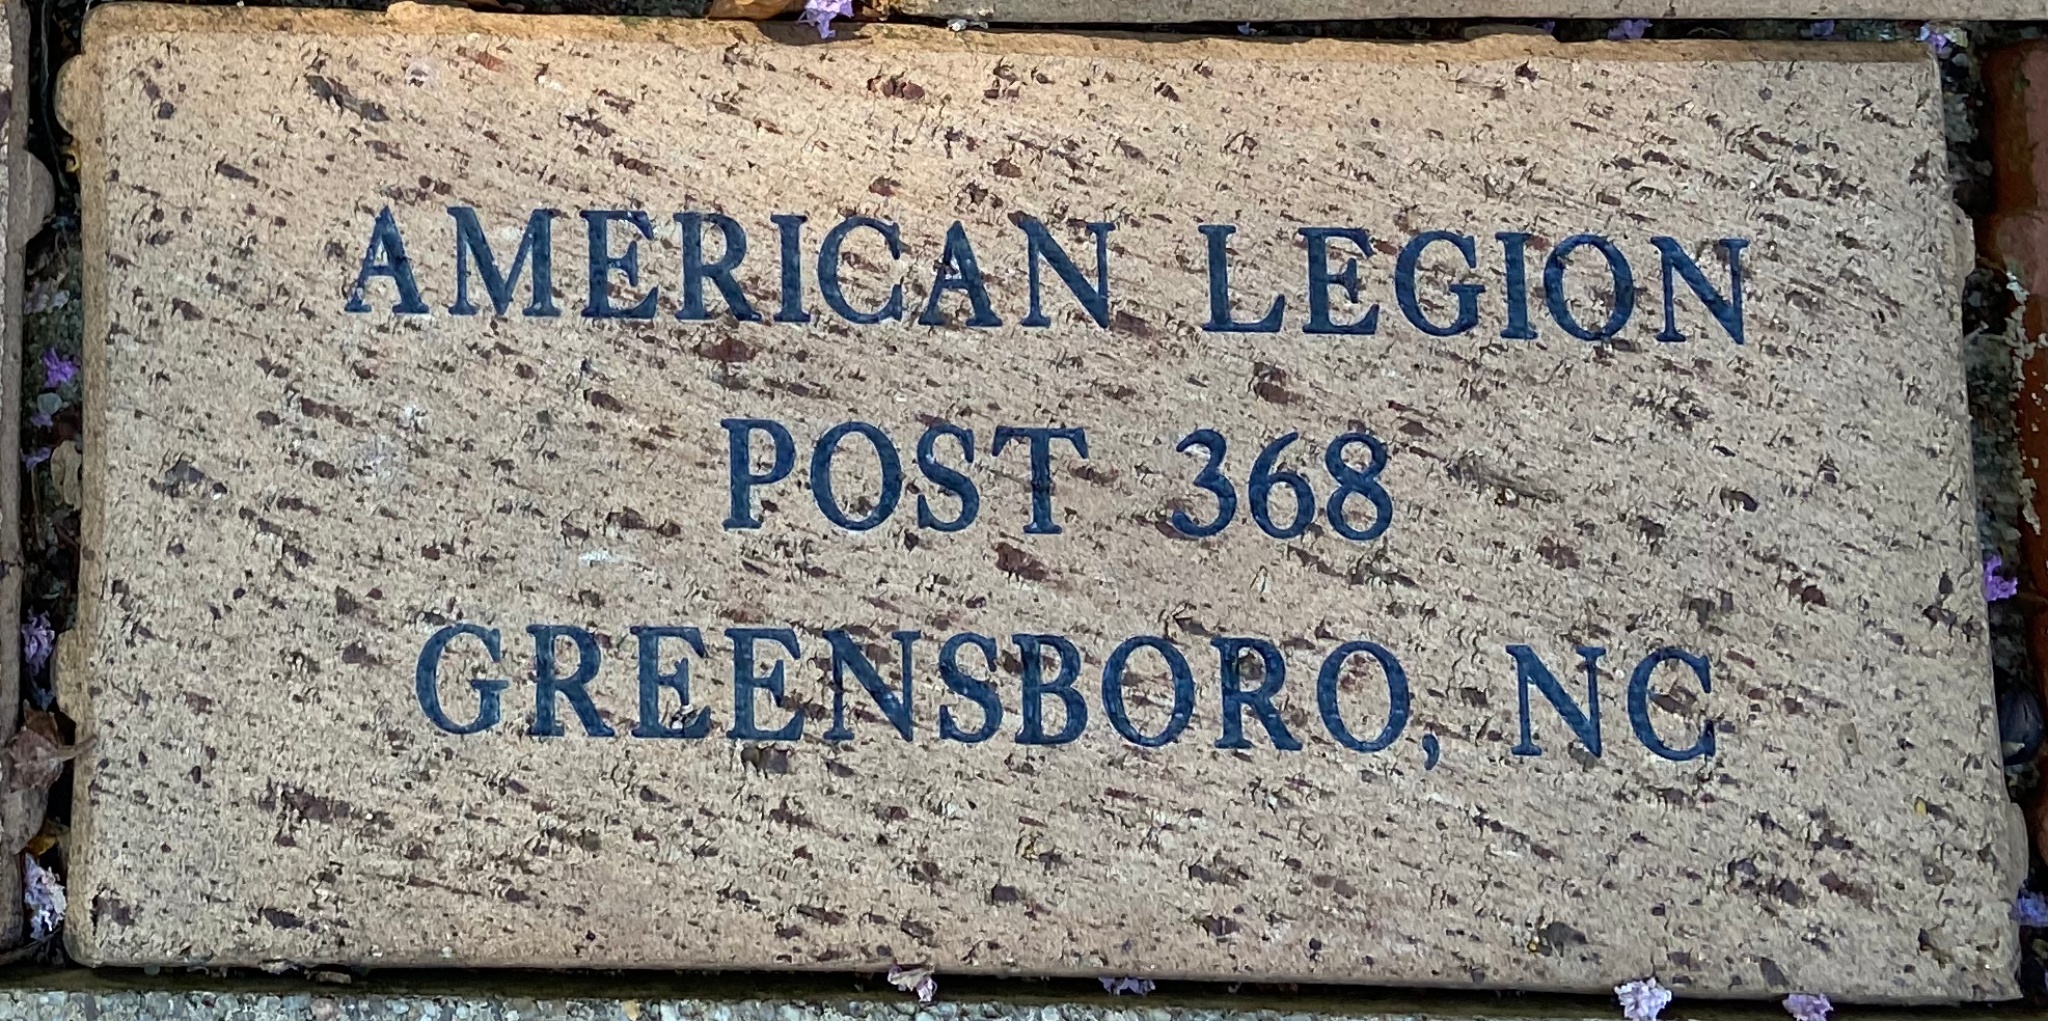 AMERICAN LEGION
POST 368
GREENSBORO, NC